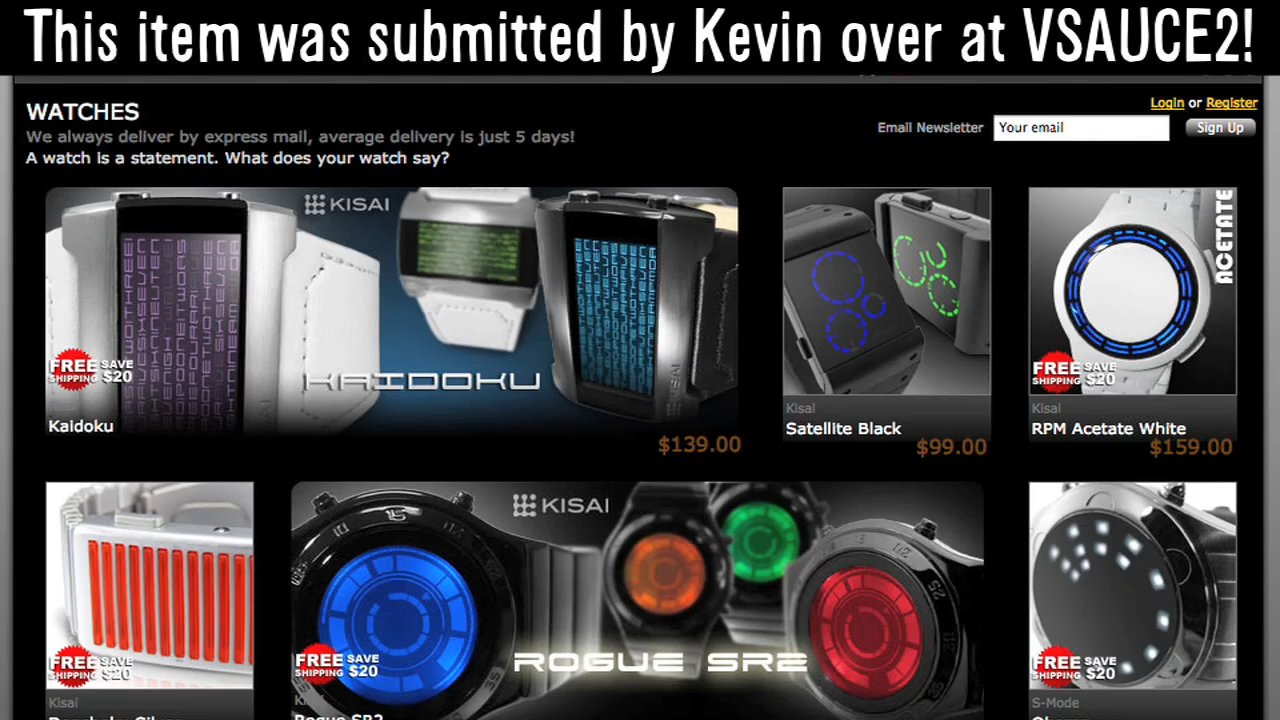 This item was submitted by Kevin over at VSAUCE2!
Login or Register
WATCHES
We always deliver by express mail, average delivery is just 5 days!
A watch is a statement. What does your watch say?
Email Newsletter
Your email
Sign Up
KISAI
KAIDOKU
FREE SHIPPING SAVE $20
Kaidoku
$139.00
Kisai
Satellite Black
$99.00
ACETATE
FREE SHIPPING SAVE $20
Kisai
RPM Acetate White
$159.00
FREE SHIPPING SAVE $20
Kisai
KISAI
15
ROGUE SR2
FREE SHIPPING SAVE $20
Rogue SR2
FREE SHIPPING SAVE $20
S-Mode